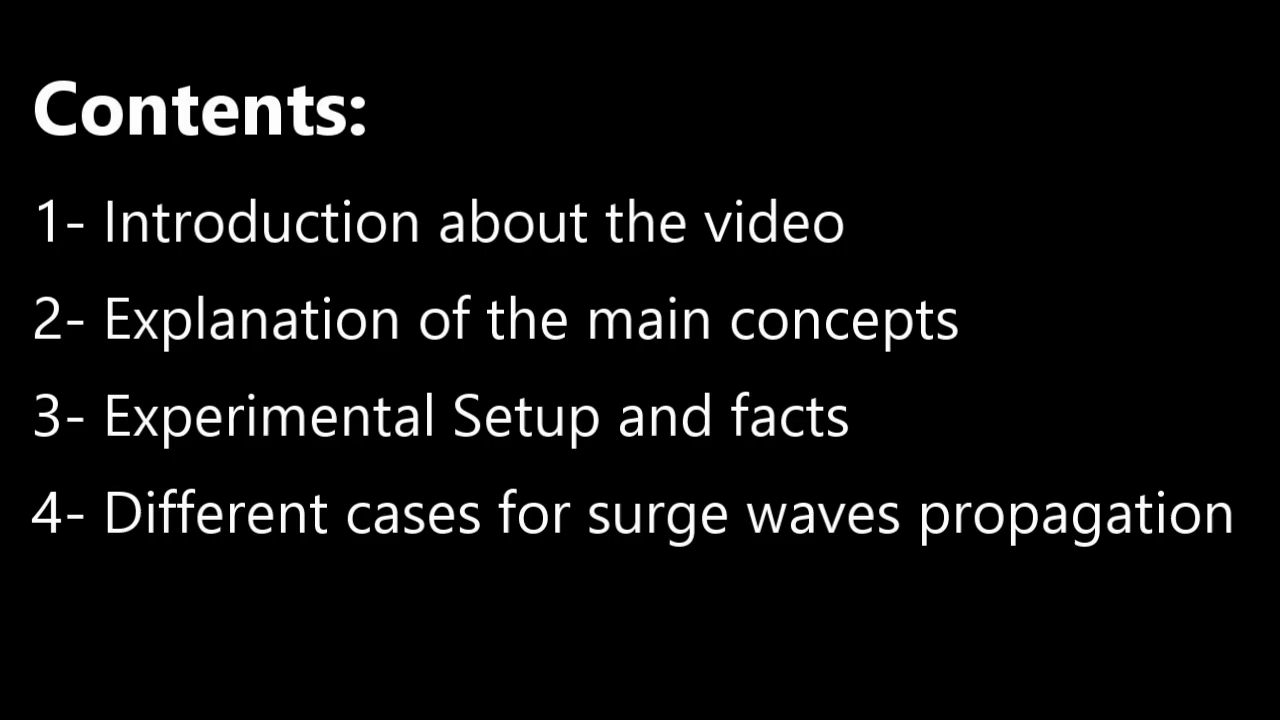 Contents:
1- Introduction about the video
2- Explanation of the main concepts
3- Experimental Setup and facts
4- Different cases for surge waves propagation